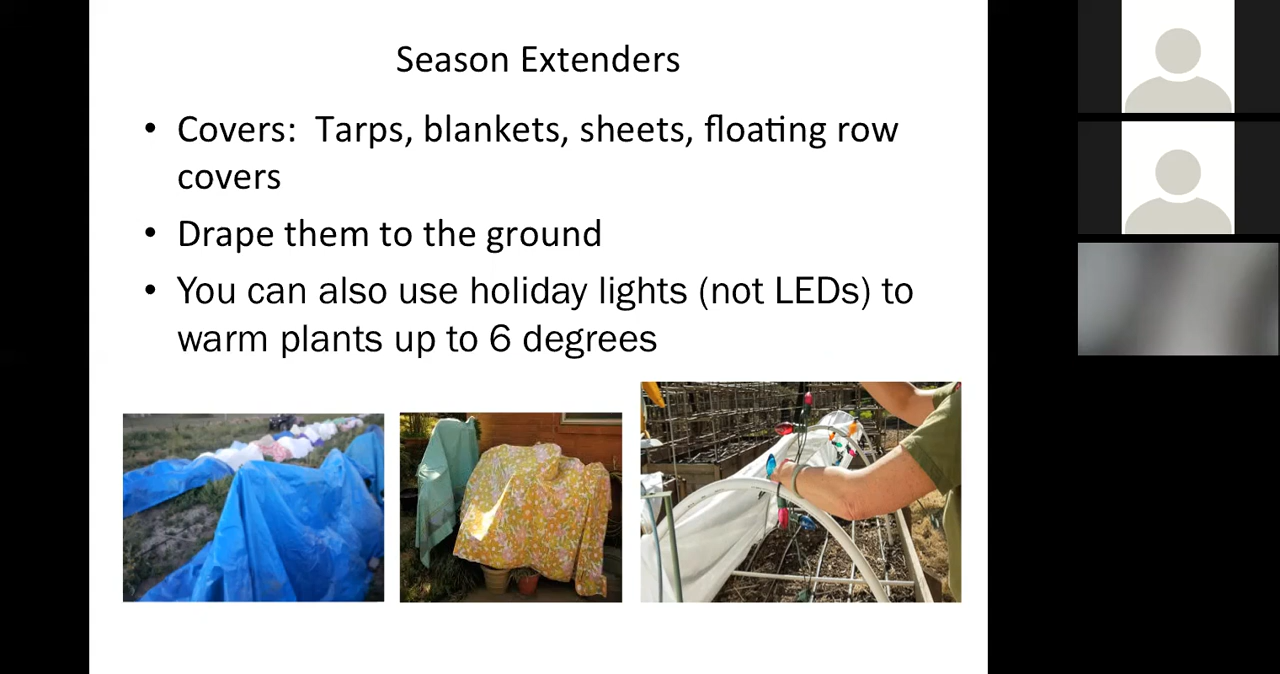 Season Extenders
• Covers:  Tarps, blankets, sheets, floating row
covers
• Drape them to the ground
• You can also use holiday lights (not LEDs) to
warm plants up to 6 degrees